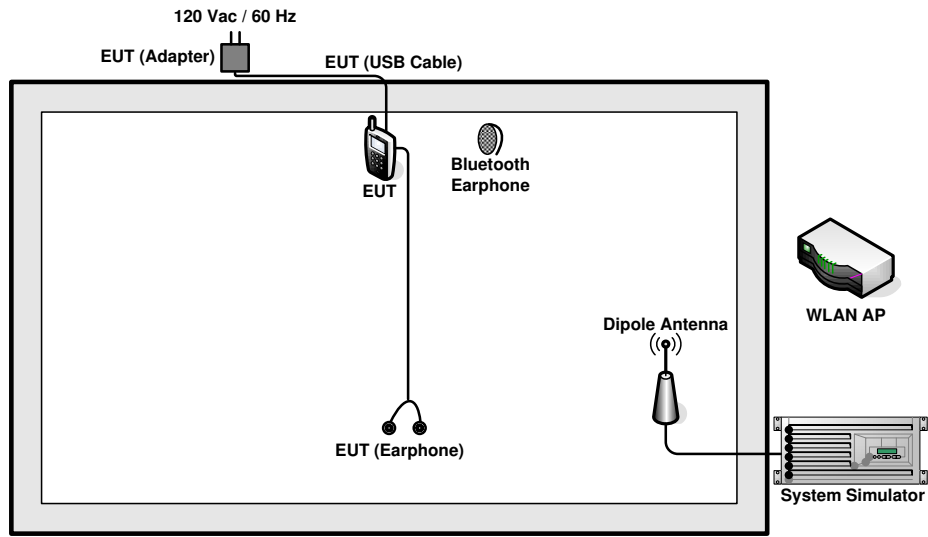 120 Vac / 60 Hz
EUT (Adapter)
EUT (USB Cable)
EUT
Bluetooth
Earphone
WLAN AP
Dipole Antenna
EUT (Earphone)
System Simulator